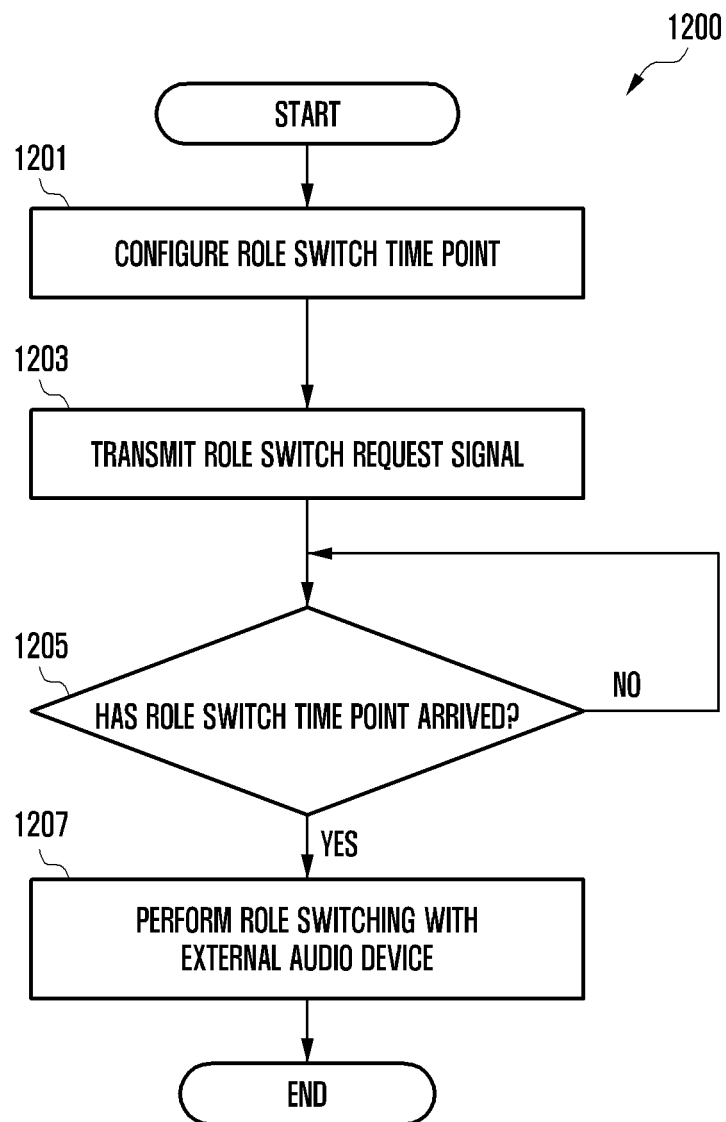 1200
START
1201
CONFIGURE ROLE SWITCH TIME POINT
1203
TRANSMIT ROLE SWITCH REQUEST SIGNAL
1205
HAS ROLE SWITCH TIME POINT ARRIVED?
NO
YES
1207
PERFORM ROLE SWITCHING WITH
EXTERNAL AUDIO DEVICE
END